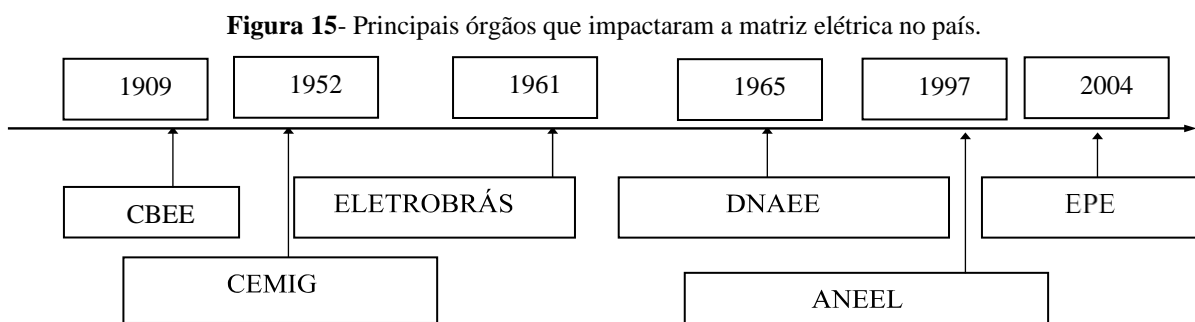 Figura 15- Principais órgãos que impactaram a matriz elétrica no país.
1909 1952 1961 1965 1997 2004
CBEE ELETROBRÁS DNAEE EPE
CEMIG ANEEL